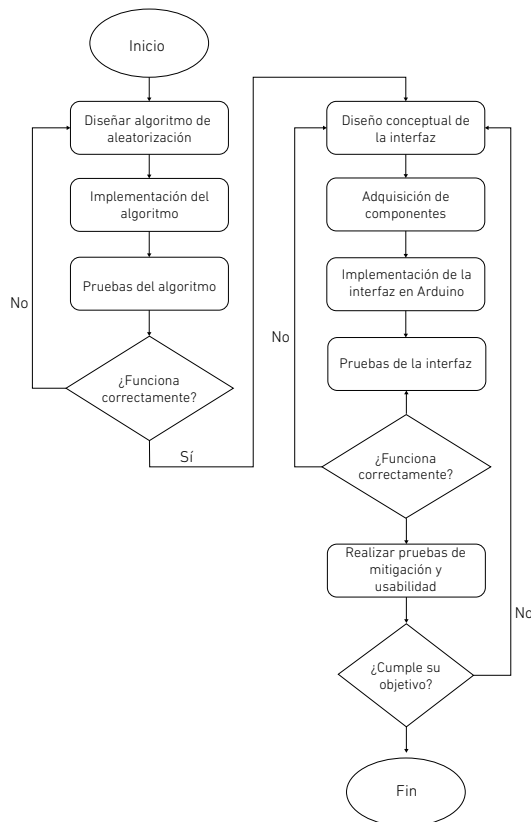 Inicio
Diseñar algoritmo de
aleatorización
Implementación del
algoritmo
Pruebas del algoritmo
No
¿Funciona
correctamente?
Sí
Diseño conceptual de
la interfaz
Adquisición de
componentes
Implementación de la
interfaz en Arduino
No
Pruebas de la interfaz
¿Funciona
correctamente?
Realizar pruebas de
mitigación y
usabilidad
No
¿Cumple su
objetivo?
Fin